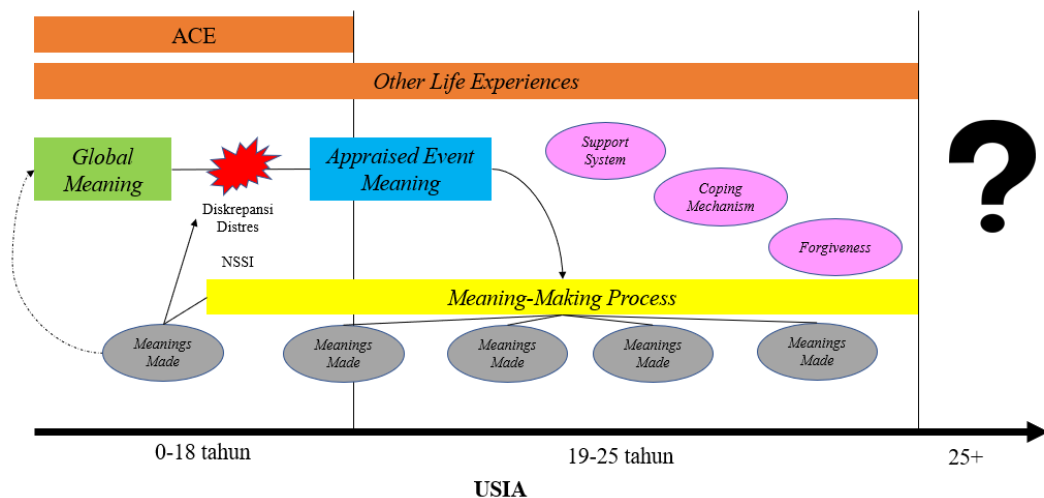 ACE
Other Life Experiences
Global
Meaning
Diskrepansi
Distres
Appraised Event
Meaning
Support
System
Coping
Mechanism
Forgiveness
?
NSSI
Meaning-Making Process
Meanings
Made
Meanings
Made
Meanings
Made
Meanings
Made
Meanings
Made
0-18 tahun
19-25 tahun
25+
USIA